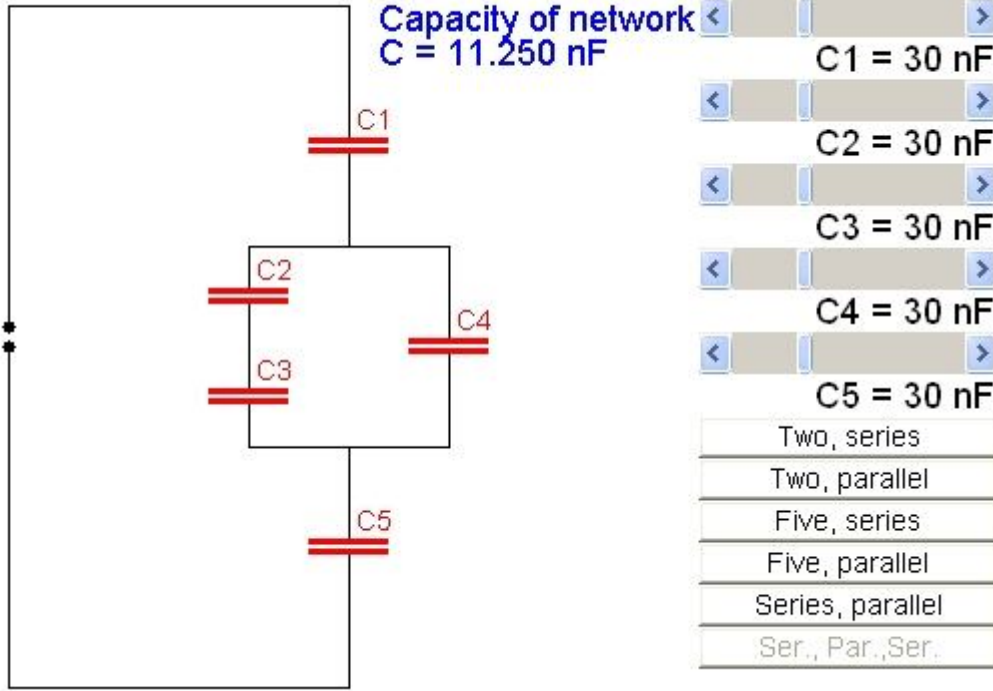 Capacity of network
C = 11.250 nF
C1
C2
C3
C4
C5
C1 = 30 nF
C2 = 30 nF
C3 = 30 nF
C4 = 30 nF
C5 = 30 nF
Two, series
Two, parallel
Five, series
Five, parallel
Series, parallel
Ser., Par.,Ser.